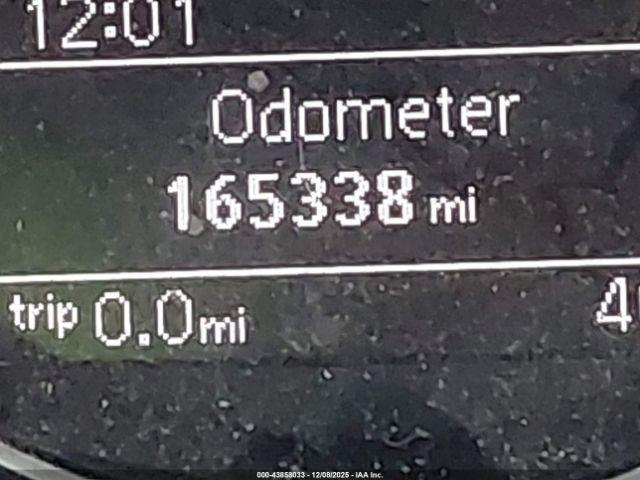 12:01
Odometer
165338 mi
trip 0.0 mi
000-43858033 - 12/08/2025 - IAA Inc.